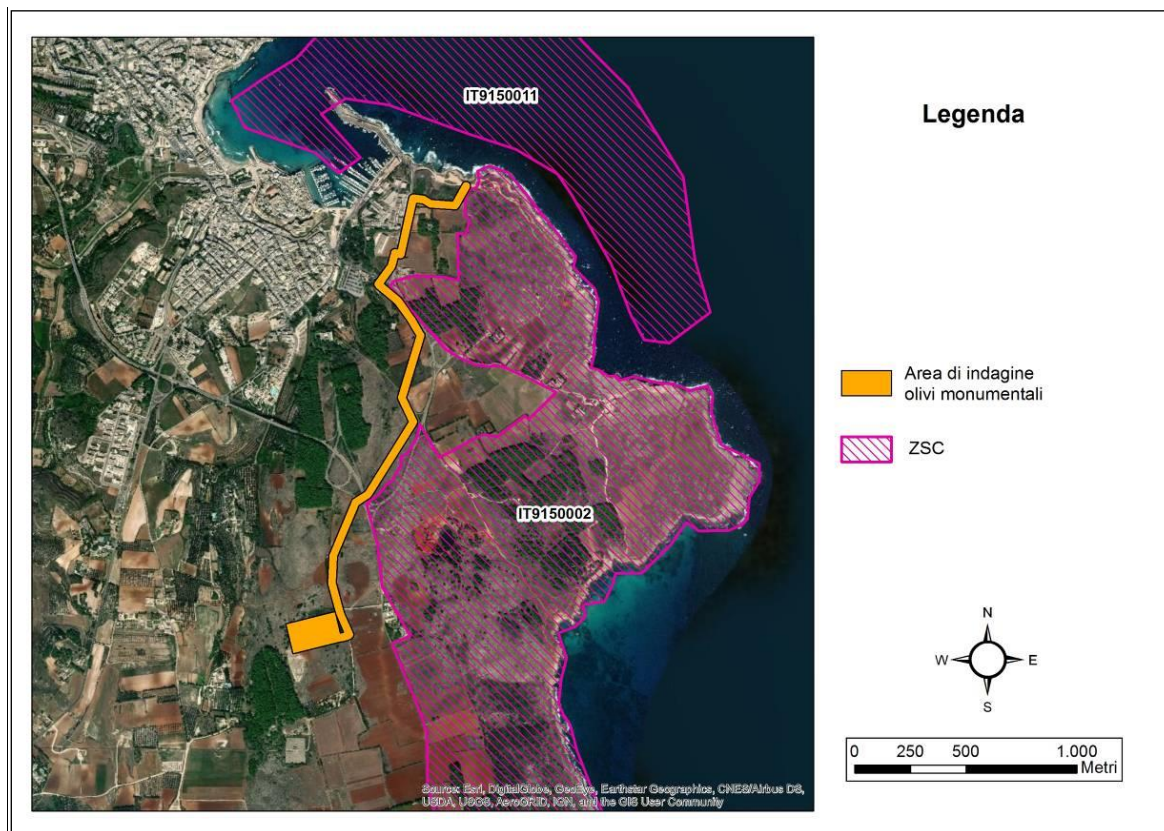 IT9150011
IT9150002
Source: Esri, DigitalGlobe, GeoEye, Earthstar Geographics, CNES/Airbus DS,
USDA, USGS, AeroGRID, IGN, and the GIS User Community
Legenda
Area di indagine
olivi monumentali
ZSC
N
W E
S
0 250 500 1.000
Metri